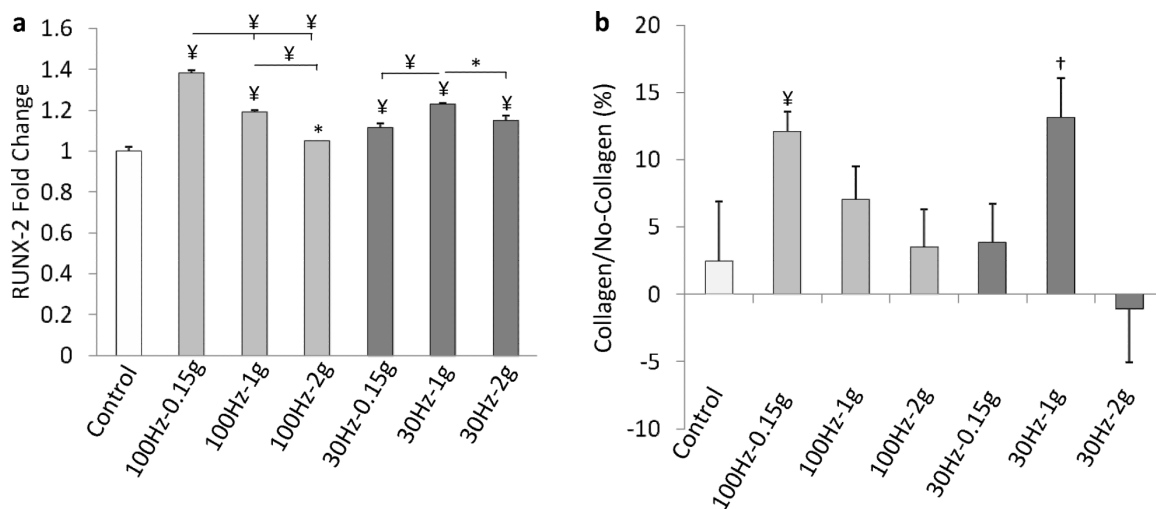 a
RUNX-2 Fold Change
1.6
1.4
1.2
1
0.8
0.6
0.4
0.2
0
¥ ¥
¥ ¥ ¥ *
¥ ¥ * ¥ ¥ ¥
Control
100Hz-0.15g
100Hz-1g
100Hz-2g
30Hz-0.15g
30Hz-1g
30Hz-2g
b
Collagen/No-Collagen (%)
20
15
10
5
0
-5
-10
¥
†
Control
100Hz-0.15g
100Hz-1g
100Hz-2g
30Hz-0.15g
30Hz-1g
30Hz-2g